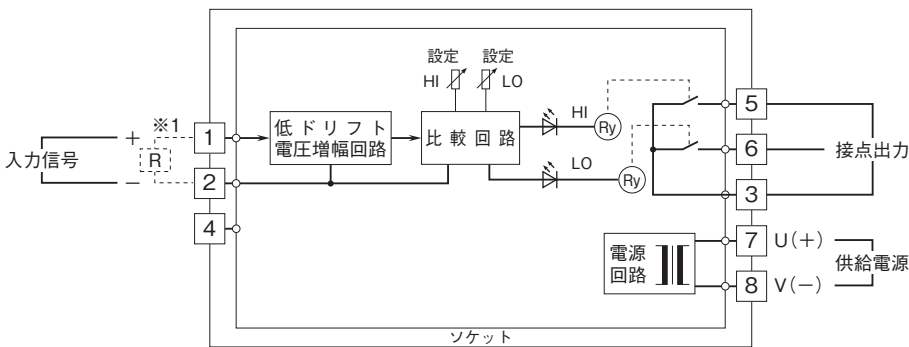 設定
HI
設定
LO
入力信号
+
−
※1
R
1
2
4
低ドリフト
電圧増幅回路
比較回路
HI
Ry
LO
Ry
5
6
3
接点出力
電源
回路
7
8
U(+)
V(−)
供給電源
ソケット